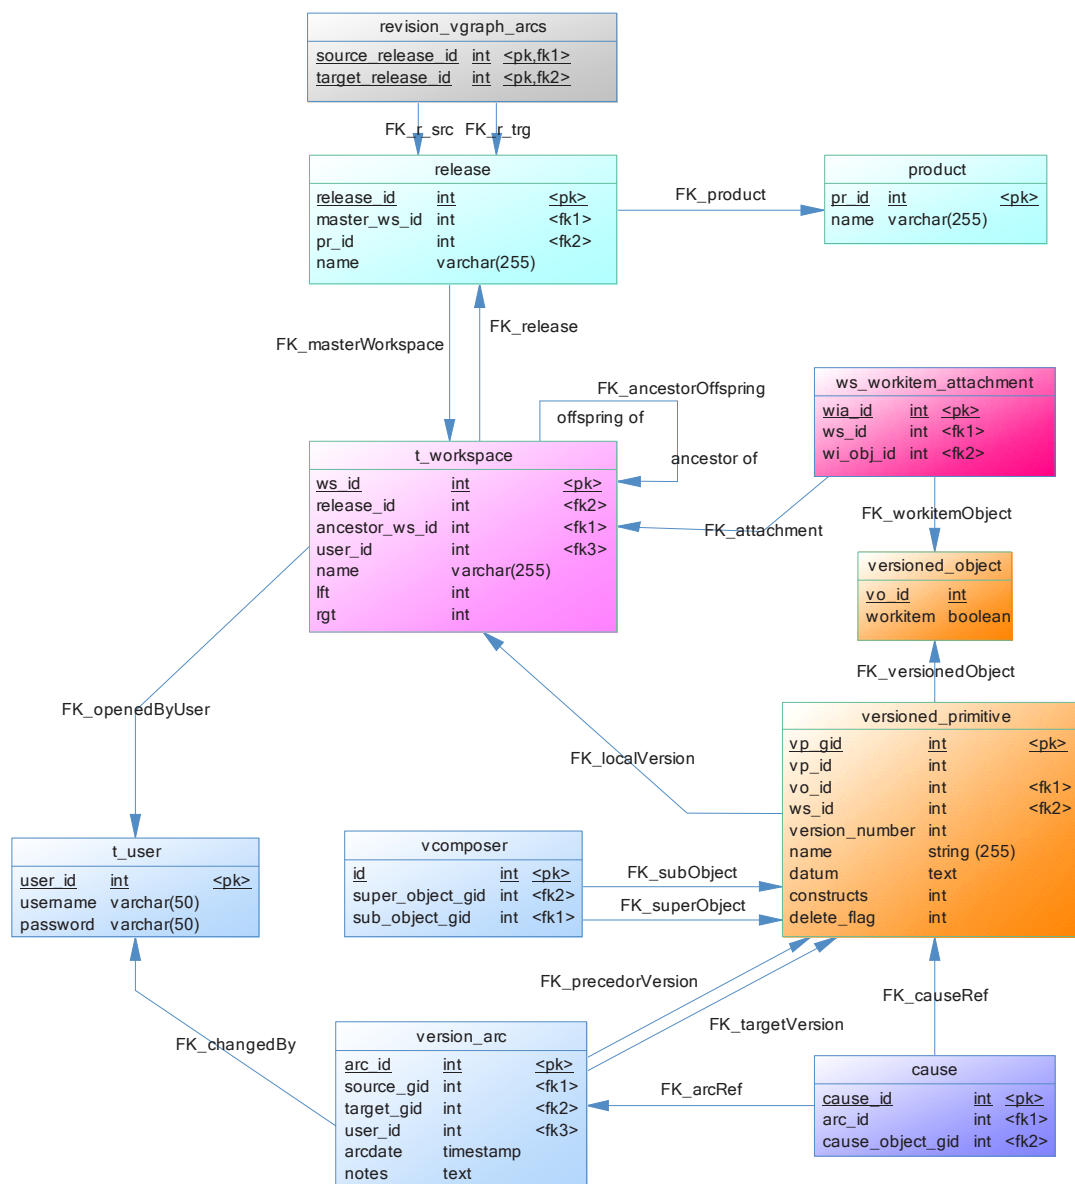 revision_vgraph_arcs
source_release_id int <pk,fk1>
target_release_id int <pk,fk2>
FK_r_src FK_r_trg
release
release_id int <pk>
master_ws_id int <fk1>
pr_id int <fk2>
name varchar(255)
FK_product
product
pr_id int <pk>
name varchar(255)
FK_release
FK_masterWorkspace
FK_ancestorOffspring
offspring of
ancestor of
t_workspace
ws_id int <pk>
release_id int <fk2>
ancestor_ws_id int <fk1>
user_id int <fk3>
name varchar(255)
lft int
rgt int
ws_workitem_attachment
wia_id int <pk>
ws_id int <fk1>
wi_obj_id int <fk2>
FK_workitemObject
FK_attachment
versioned_object
vo_id int
workitem boolean
FK_versionedObject
FK_openedByUser
FK_localVersion
versioned_primitive
vp_gid int <pk>
vp_id int
vo_id int <fk1>
ws_id int <fk2>
version_number int
name string (255)
datum text
constructs int
delete_flag int
t_user
user_id int <pk>
username varchar(50)
password varchar(50)
vcomposer
id int <pk>
super_object_gid int <fk2>
sub_object_gid int <fk1>
FK_subObject
FK_superObject
FK_precedorVersion
FK_targetVersion
FK_causeRef
FK_changedBy
version_arc
arc_id int <pk>
source_gid int <fk1>
target_gid int <fk2>
user_id int <fk3>
arcdate timestamp
notes text
FK_arcRef
cause
cause_id int <pk>
arc_id int <fk1>
cause_object_gid int <fk2>